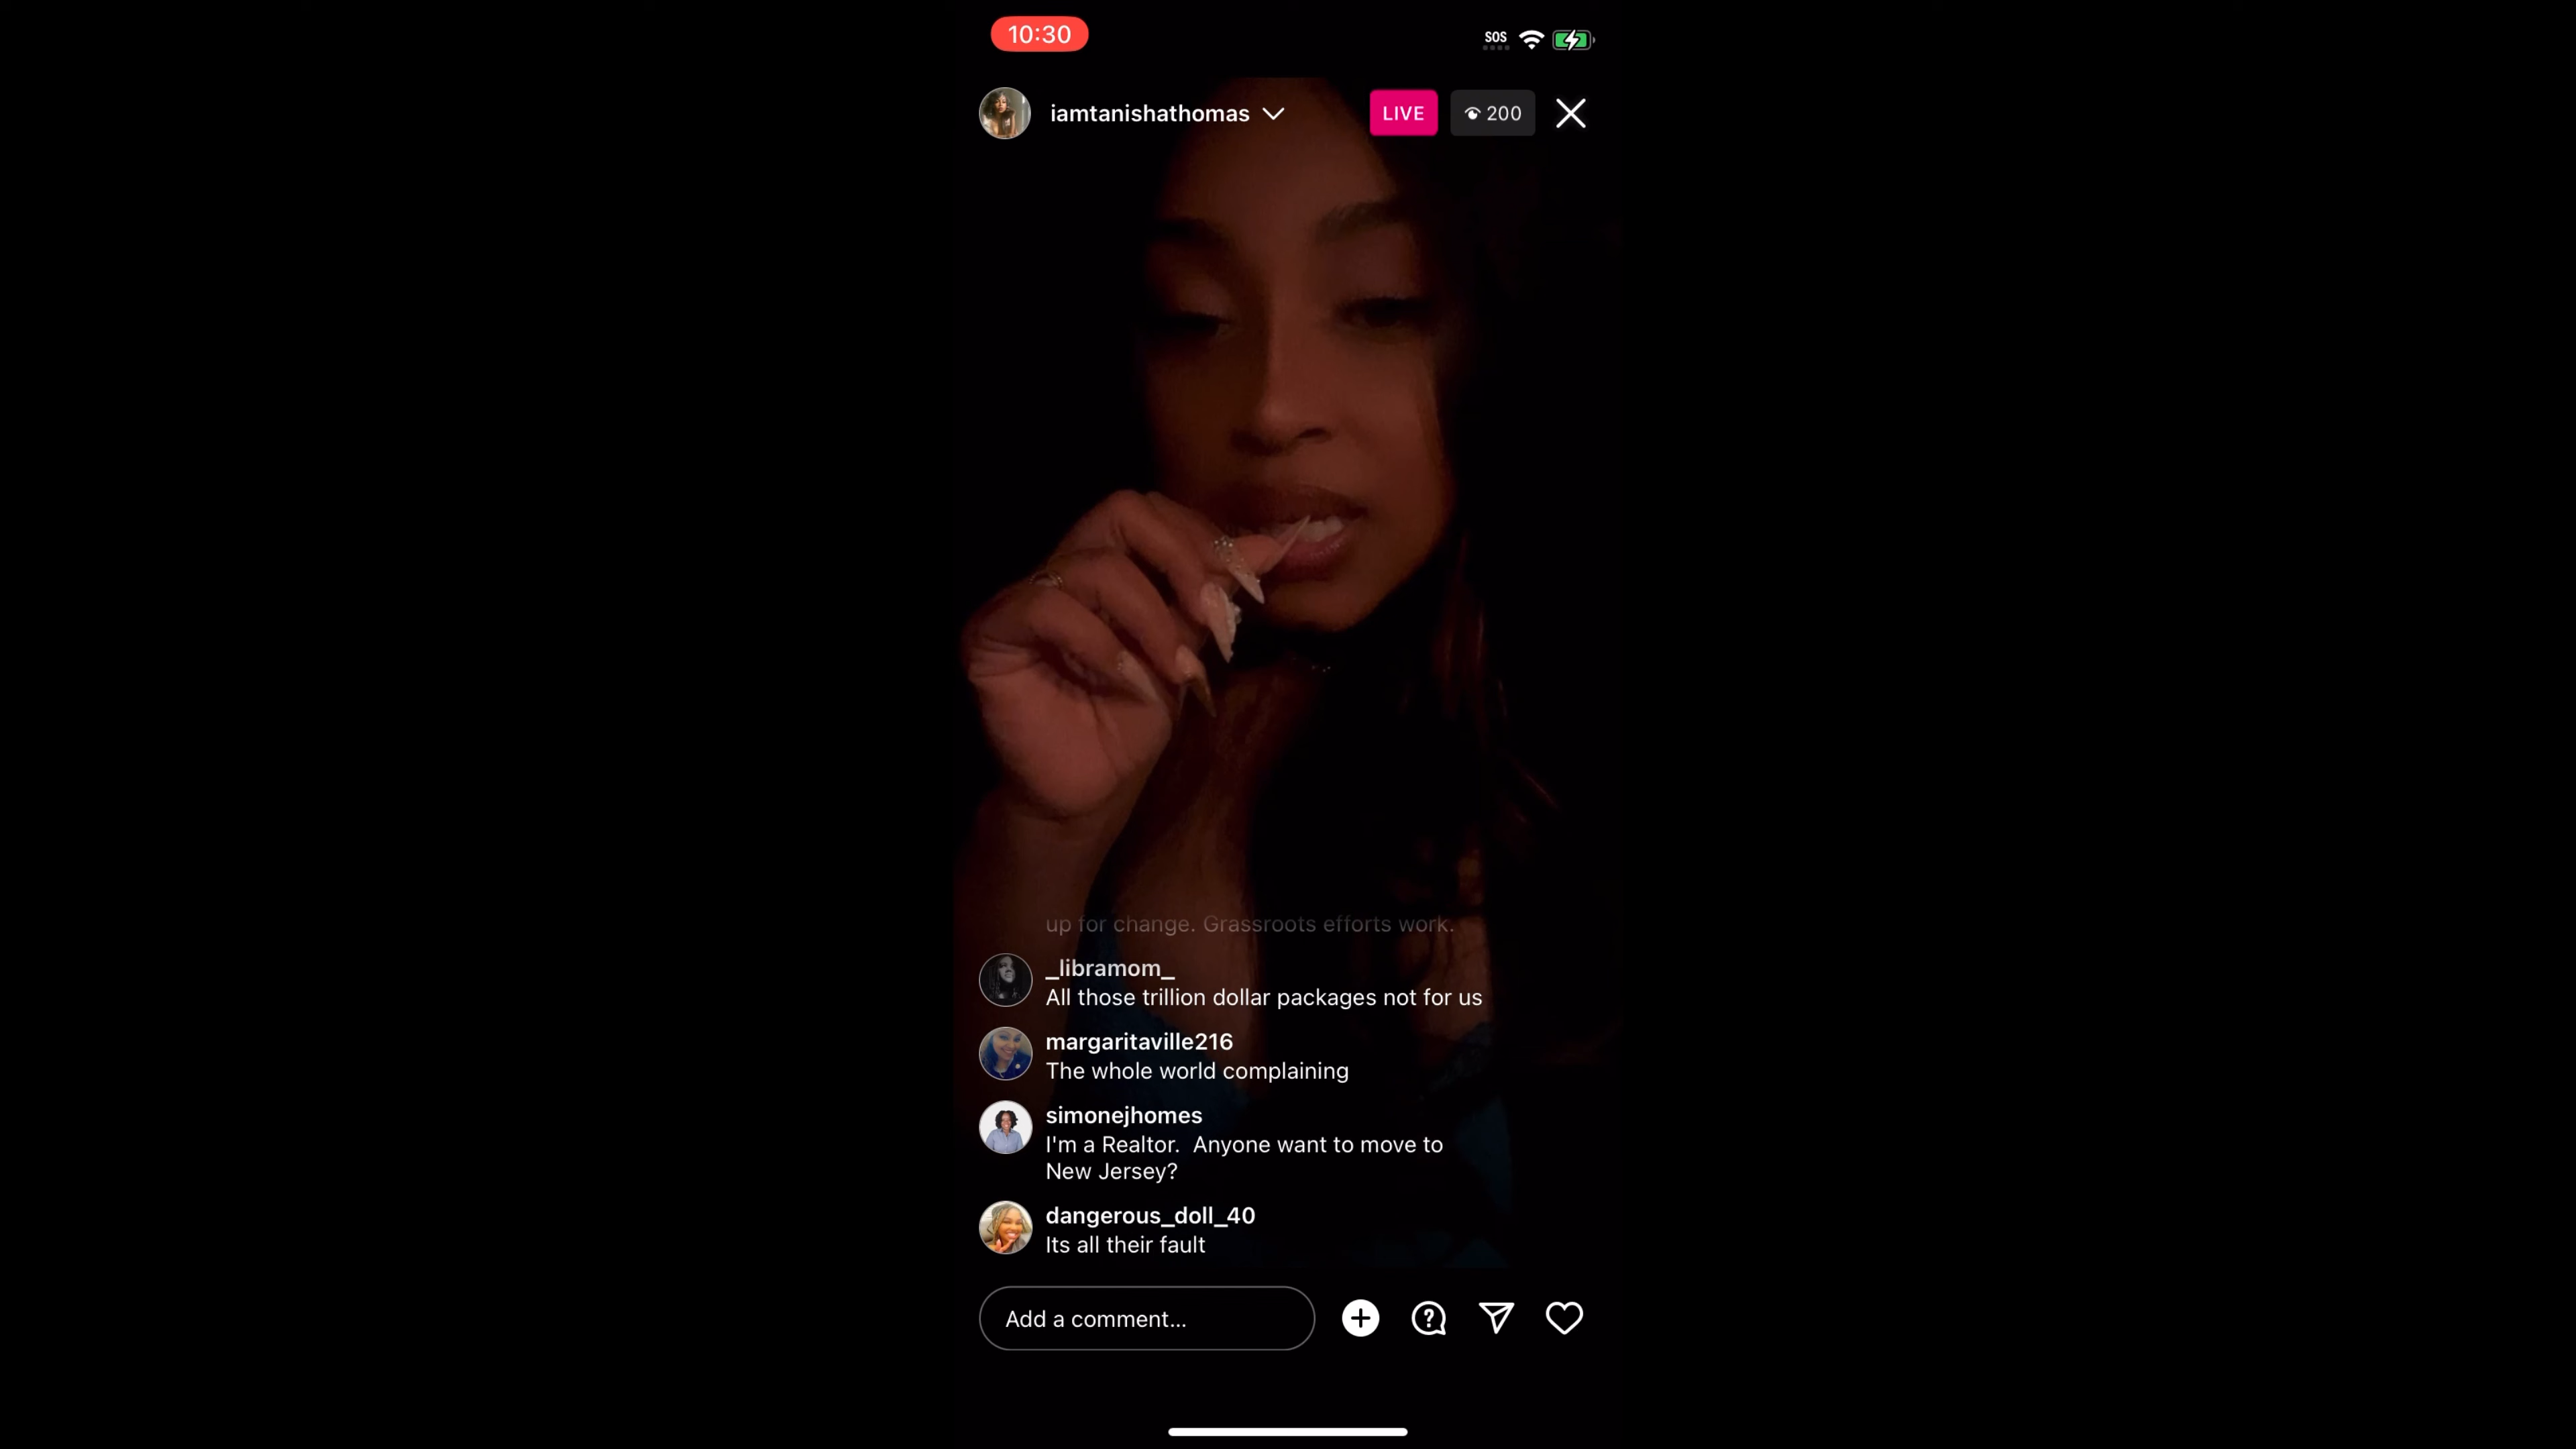 10:30
SOS
iamtanishathomas
LIVE
200
up for change. Grassroots efforts work.
_libramom_
All those trillion dollar packages not for us
margaritaville216
The whole world complaining
simonejhomes
I'm a Realtor.  Anyone want to move to
New Jersey?
dangerous_doll_40
Its all their fault
Add a comment...